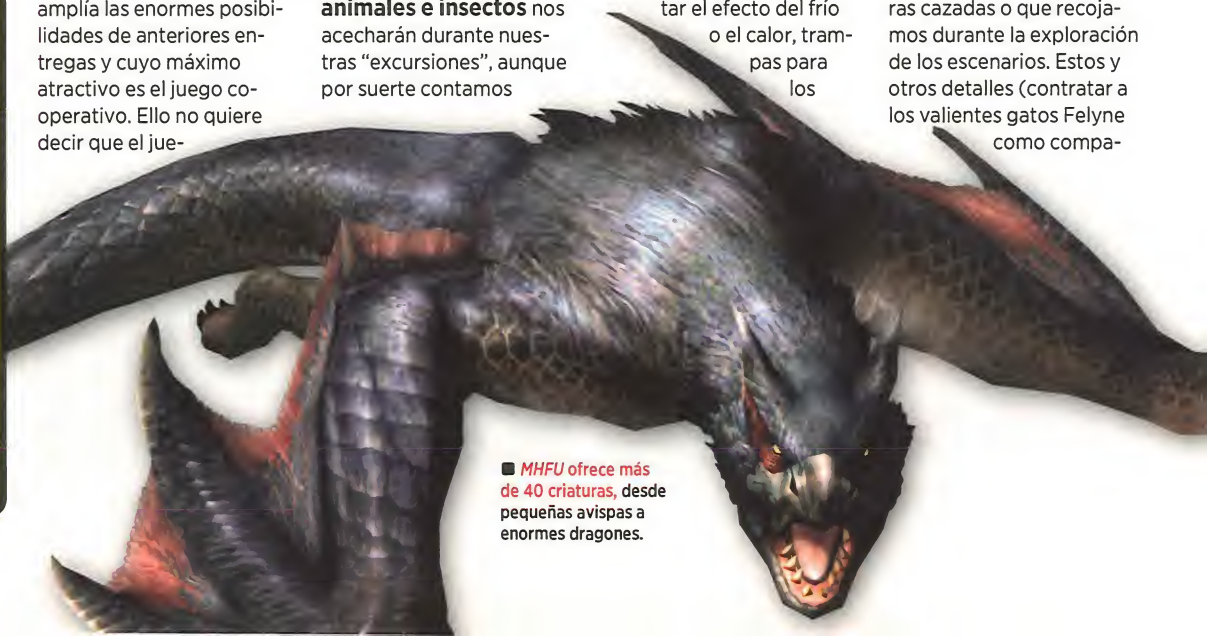 amplía las enormes posibi-
lidades de anteriores en-
tregas y cuyo máximo
atractivo es el juego co-
operativo. Ello no quiere
decir que el jue-
animales e insectos nos
acecharán durante nues-
tras “excursiones”, aunque
por suerte contamos
tar el efecto del frío
o el calor, tram-
pas para
los
ras cazadas o que recoja-
mos durante la exploración
de los escenarios. Estos y
otros detalles (contratar a
los valientes gatos Felyne
como compa-
MHFU ofrece más
de 40 criaturas, desde
pequeñas avispas a
enormes dragones.